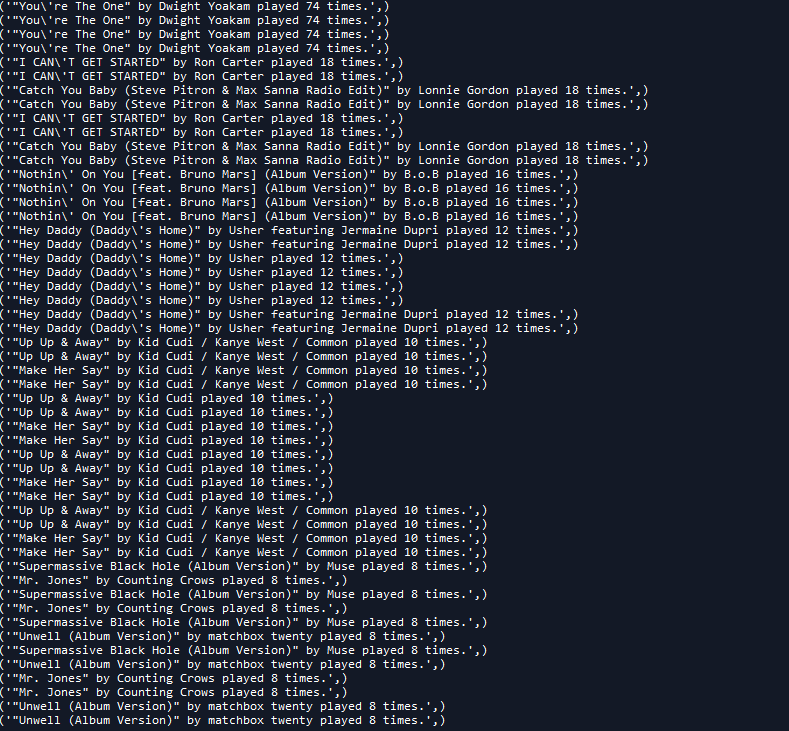 ('"You\'re The One" by Dwight Yoakam played 74 times.',)
('"You\'re The One" by Dwight Yoakam played 74 times.',)
('"You\'re The One" by Dwight Yoakam played 74 times.',)
('"You\'re The One" by Dwight Yoakam played 74 times.',)
('"I CAN\'T GET STARTED" by Ron Carter played 18 times.',)
('"I CAN\'T GET STARTED" by Ron Carter played 18 times.',)
('"Catch You Baby (Steve Pitron & Max Sanna Radio Edit)" by Lonnie Gordon played 18 times.',)
('"Catch You Baby (Steve Pitron & Max Sanna Radio Edit)" by Lonnie Gordon played 18 times.',)
('"I CAN\'T GET STARTED" by Ron Carter played 18 times.',)
('"I CAN\'T GET STARTED" by Ron Carter played 18 times.',)
('"Catch You Baby (Steve Pitron & Max Sanna Radio Edit)" by Lonnie Gordon played 18 times.',)
('"Catch You Baby (Steve Pitron & Max Sanna Radio Edit)" by Lonnie Gordon played 18 times.',)
('"Nothin\' On You [feat. Bruno Mars] (Album Version)" by B.o.B played 16 times.',)
('"Nothin\' On You [feat. Bruno Mars] (Album Version)" by B.o.B played 16 times.',)
('"Nothin\' On You [feat. Bruno Mars] (Album Version)" by B.o.B played 16 times.',)
('"Nothin\' On You [feat. Bruno Mars] (Album Version)" by B.o.B played 16 times.',)
('"Hey Daddy (Daddy\'s Home)" by Usher featuring Jermaine Dupri played 12 times.',)
('"Hey Daddy (Daddy\'s Home)" by Usher featuring Jermaine Dupri played 12 times.',)
('"Hey Daddy (Daddy\'s Home)" by Usher played 12 times.',)
('"Hey Daddy (Daddy\'s Home)" by Usher played 12 times.',)
('"Hey Daddy (Daddy\'s Home)" by Usher played 12 times.',)
('"Hey Daddy (Daddy\'s Home)" by Usher played 12 times.',)
('"Hey Daddy (Daddy\'s Home)" by Usher featuring Jermaine Dupri played 12 times.',)
('"Hey Daddy (Daddy\'s Home)" by Usher featuring Jermaine Dupri played 12 times.',)
('"Up Up & Away" by Kid Cudi / Kanye West / Common played 10 times.',)
('"Up Up & Away" by Kid Cudi / Kanye West / Common played 10 times.',)
('"Make Her Say" by Kid Cudi / Kanye West / Common played 10 times.',)
('"Make Her Say" by Kid Cudi / Kanye West / Common played 10 times.',)
('"Up Up & Away" by Kid Cudi played 10 times.',)
('"Up Up & Away" by Kid Cudi played 10 times.',)
('"Make Her Say" by Kid Cudi played 10 times.',)
('"Make Her Say" by Kid Cudi played 10 times.',)
('"Up Up & Away" by Kid Cudi played 10 times.',)
('"Up Up & Away" by Kid Cudi played 10 times.',)
('"Make Her Say" by Kid Cudi played 10 times.',)
('"Make Her Say" by Kid Cudi played 10 times.',)
('"Up Up & Away" by Kid Cudi / Kanye West / Common played 10 times.',)
('"Up Up & Away" by Kid Cudi / Kanye West / Common played 10 times.',)
('"Make Her Say" by Kid Cudi / Kanye West / Common played 10 times.',)
('"Make Her Say" by Kid Cudi / Kanye West / Common played 10 times.',)
('"Supermassive Black Hole (Album Version)" by Muse played 8 times.',)
('"Mr. Jones" by Counting Crows played 8 times.',)
('"Supermassive Black Hole (Album Version)" by Muse played 8 times.',)
('"Mr. Jones" by Counting Crows played 8 times.',)
('"Supermassive Black Hole (Album Version)" by Muse played 8 times.',)
('"Unwell (Album Version)" by matchbox twenty played 8 times.',)
('"Supermassive Black Hole (Album Version)" by Muse played 8 times.',)
('"Unwell (Album Version)" by matchbox twenty played 8 times.',)
('"Mr. Jones" by Counting Crows played 8 times.',)
('"Mr. Jones" by Counting Crows played 8 times.',)
('"Unwell (Album Version)" by matchbox twenty played 8 times.',)
('"Unwell (Album Version)" by matchbox twenty played 8 times.',)